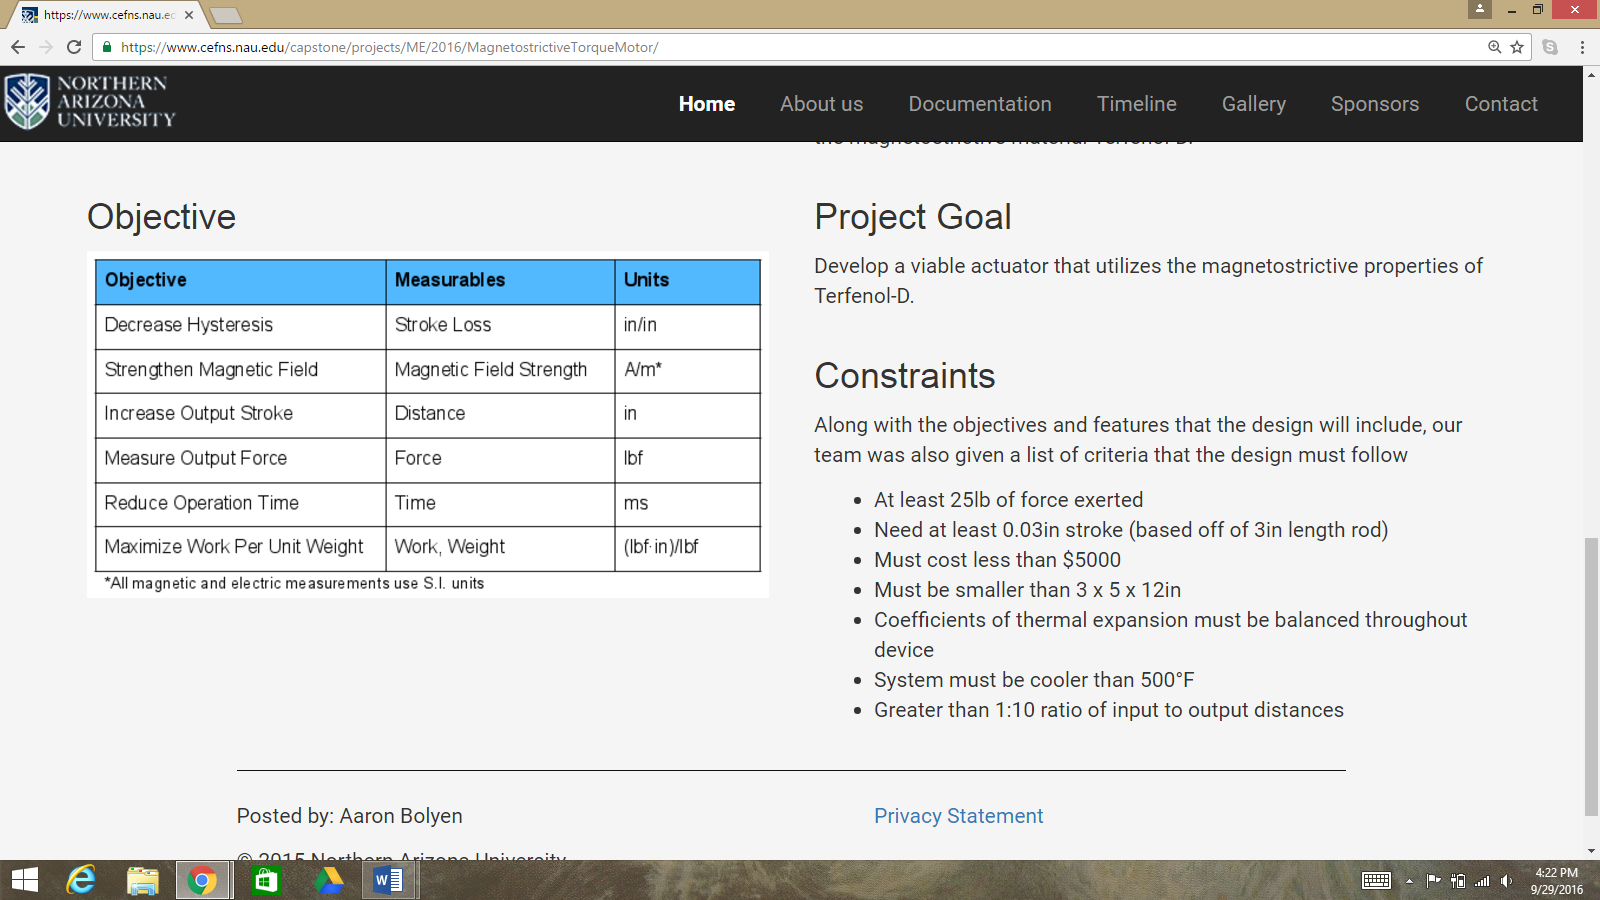 https://www.cefns.nau.ec
https://www.cefns.nau.edu/capstone/projects/ME/2016/MagnetostrictiveTorqueMotor/
NORTHERN
ARIZONA
UNIVERSITY
Home About us Documentation Timeline Gallery Sponsors Contact
the magnetostrictive material Terfenol-D.
Objective
Objective Measurables Units
Decrease Hysteresis Stroke Loss in/in
Strengthen Magnetic Field Magnetic Field Strength A/m*
Increase Output Stroke Distance in
Measure Output Force Force lbf
Reduce Operation Time Time ms
Maximize Work Per Unit Weight Work, Weight (lbf·in)/lbf
*All magnetic and electric measurements use S.I. units
Project Goal
Develop a viable actuator that utilizes the magnetostrictive properties of
Terfenol-D.
Constraints
Along with the objectives and features that the design will include, our
team was also given a list of criteria that the design must follow
• At least 25lb of force exerted
• Need at least 0.03in stroke (based off of 3in length rod)
• Must cost less than $5000
• Must be smaller than 3 x 5 x 12in
• Coefficients of thermal expansion must be balanced throughout
device
• System must be cooler than 500°F
• Greater than 1:10 ratio of input to output distances
Posted by: Aaron Bolyen
Privacy Statement
© 2015 Northern Arizona University
4:22 PM
9/29/2016